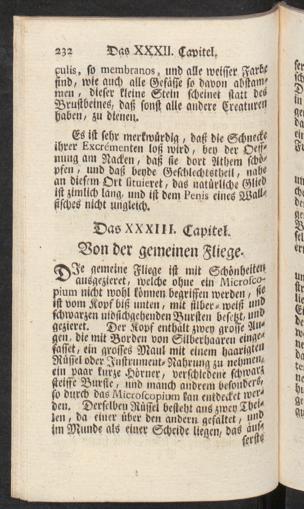 232 Das XXXII. Capitel.
culis, so membranos, und alle weisser Farbe
sind, wie auch alle Gefässe so davon abstam-
men, dieser kleine Stein scheinet statt des
Brustbeines, daß sonst alle andere Creaturen
haben, zu dienen.
Es ist sehr merkwürdig, daß die Schnecke
ihrer Excrémenten loß wird, bey der Oeff-
nung am Nacken, daß sie dort Athem schö-
pfen, und daß beyde Geschlechtstheil, nahe
an diesem Ort situieret, das natürliche Glied
ist zimlich lang, und ist dem Penis eines Wall-
fisches nicht ungleich.
Das XXXIII. Capitel.
Von der gemeinen Fliege.
DIe gemeine Fliege ist mit Schönheiten
ausgezieret, welche ohne ein Microsco-
pium nicht wohl können begriffen werden, sie
ist vom Kopf bis unten, mit silber-weiß und
schwarzen nidsichgehenden Bürsten besetzt, und
gezieret. Der Kopf enthält zwey grosse Au-
gen, die mit Borden von Silberhaaren einge-
fasset, ein grosses Maul mit einem haarigten
Rüssel oder Instrument, Nahrung zu nehmen,
ein paar kurze Hörner, verschiedene schwarz
steiffe Bürste, und manch anderem besonders,
so durch das Microscopium kan entdecket wer-
den. Derselben Rüssel besteht aus zwey Thei-
len, da einer über den andern gefaltet, und
im Munde als einer Scheide liegen, das äus-
serste